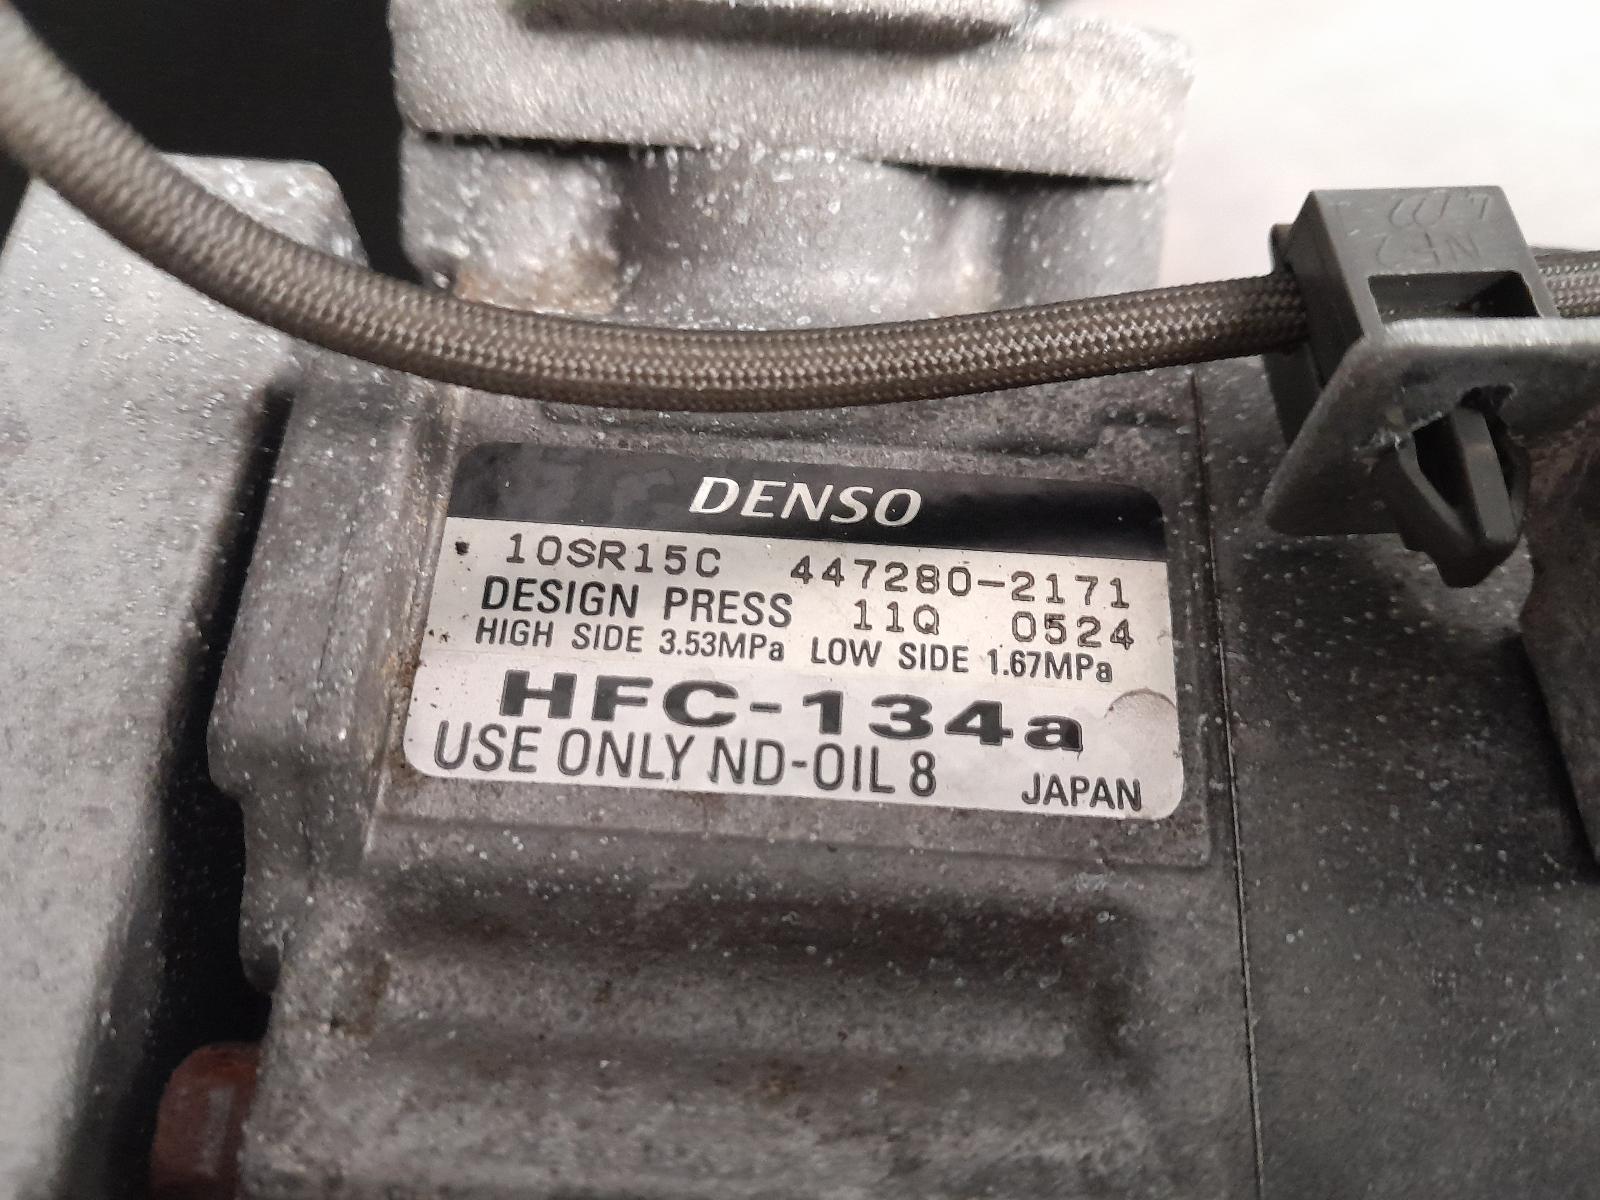 DENSO
10SR15C 447280-2171
DESIGN PRESS 11Q 0524
HIGH SIDE 3.53MPa LOW SIDE 1.67MPa
HFC-134a
USE ONLY ND-OIL 8 JAPAN